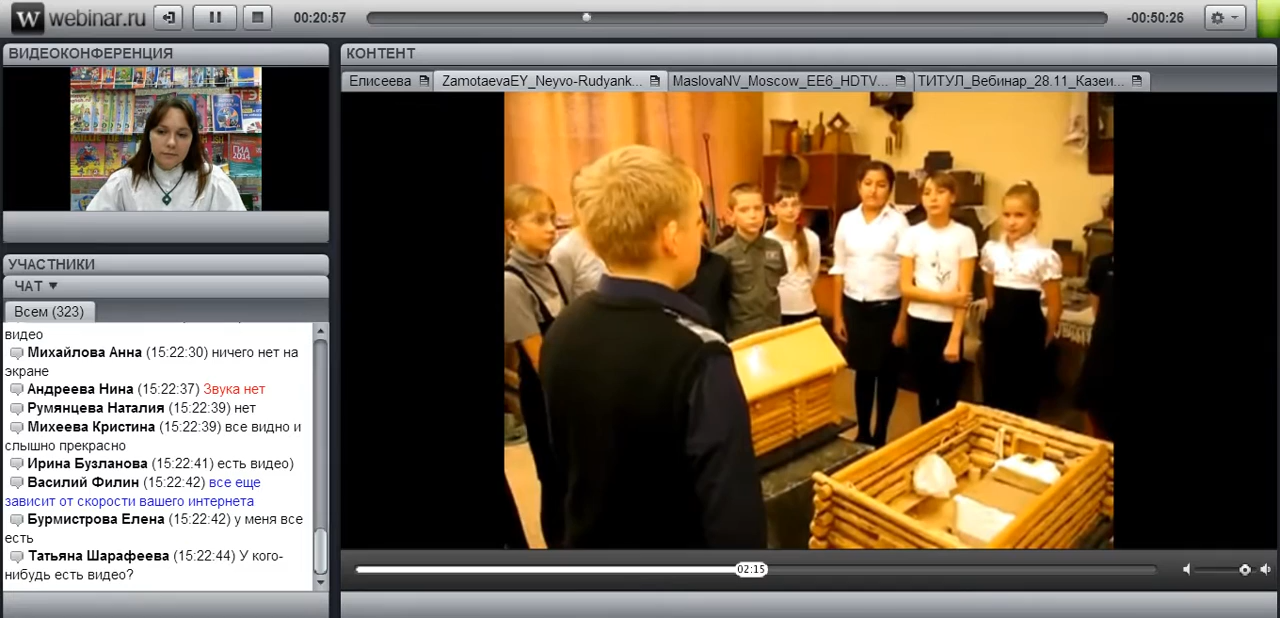 W webinar.ru
00:20:57
-00:50:26
ВИДЕОКОНФЕРЕНЦИЯ
КОНТЕНТ
Елисеева
ZamotaevaEY_Neyvo-Rudyank...
MaslovaNV_Moscow_EE6_HDTV...
ТИТУЛ_Вебинар_28.11_Казеи...
ГИА
2014
УЧАСТНИКИ
ЧАТ
Всем (323)
видео
Михайлова Анна (15:22:30) ничего нет на
экране
Андреева Нина (15:22:37) Звука нет
Румянцева Наталия (15:22:39) нет
Михеева Кристина (15:22:39) все видно и
слышно прекрасно
Ирина Бузланова (15:22:41) есть видео)
Василий Филин (15:22:42) все еще
зависит от скорости вашего интернета
Бурмистрова Елена (15:22:42) у меня все
есть
Татьяна Шарафеева (15:22:44) У кого-
нибудь есть видео?
02:15